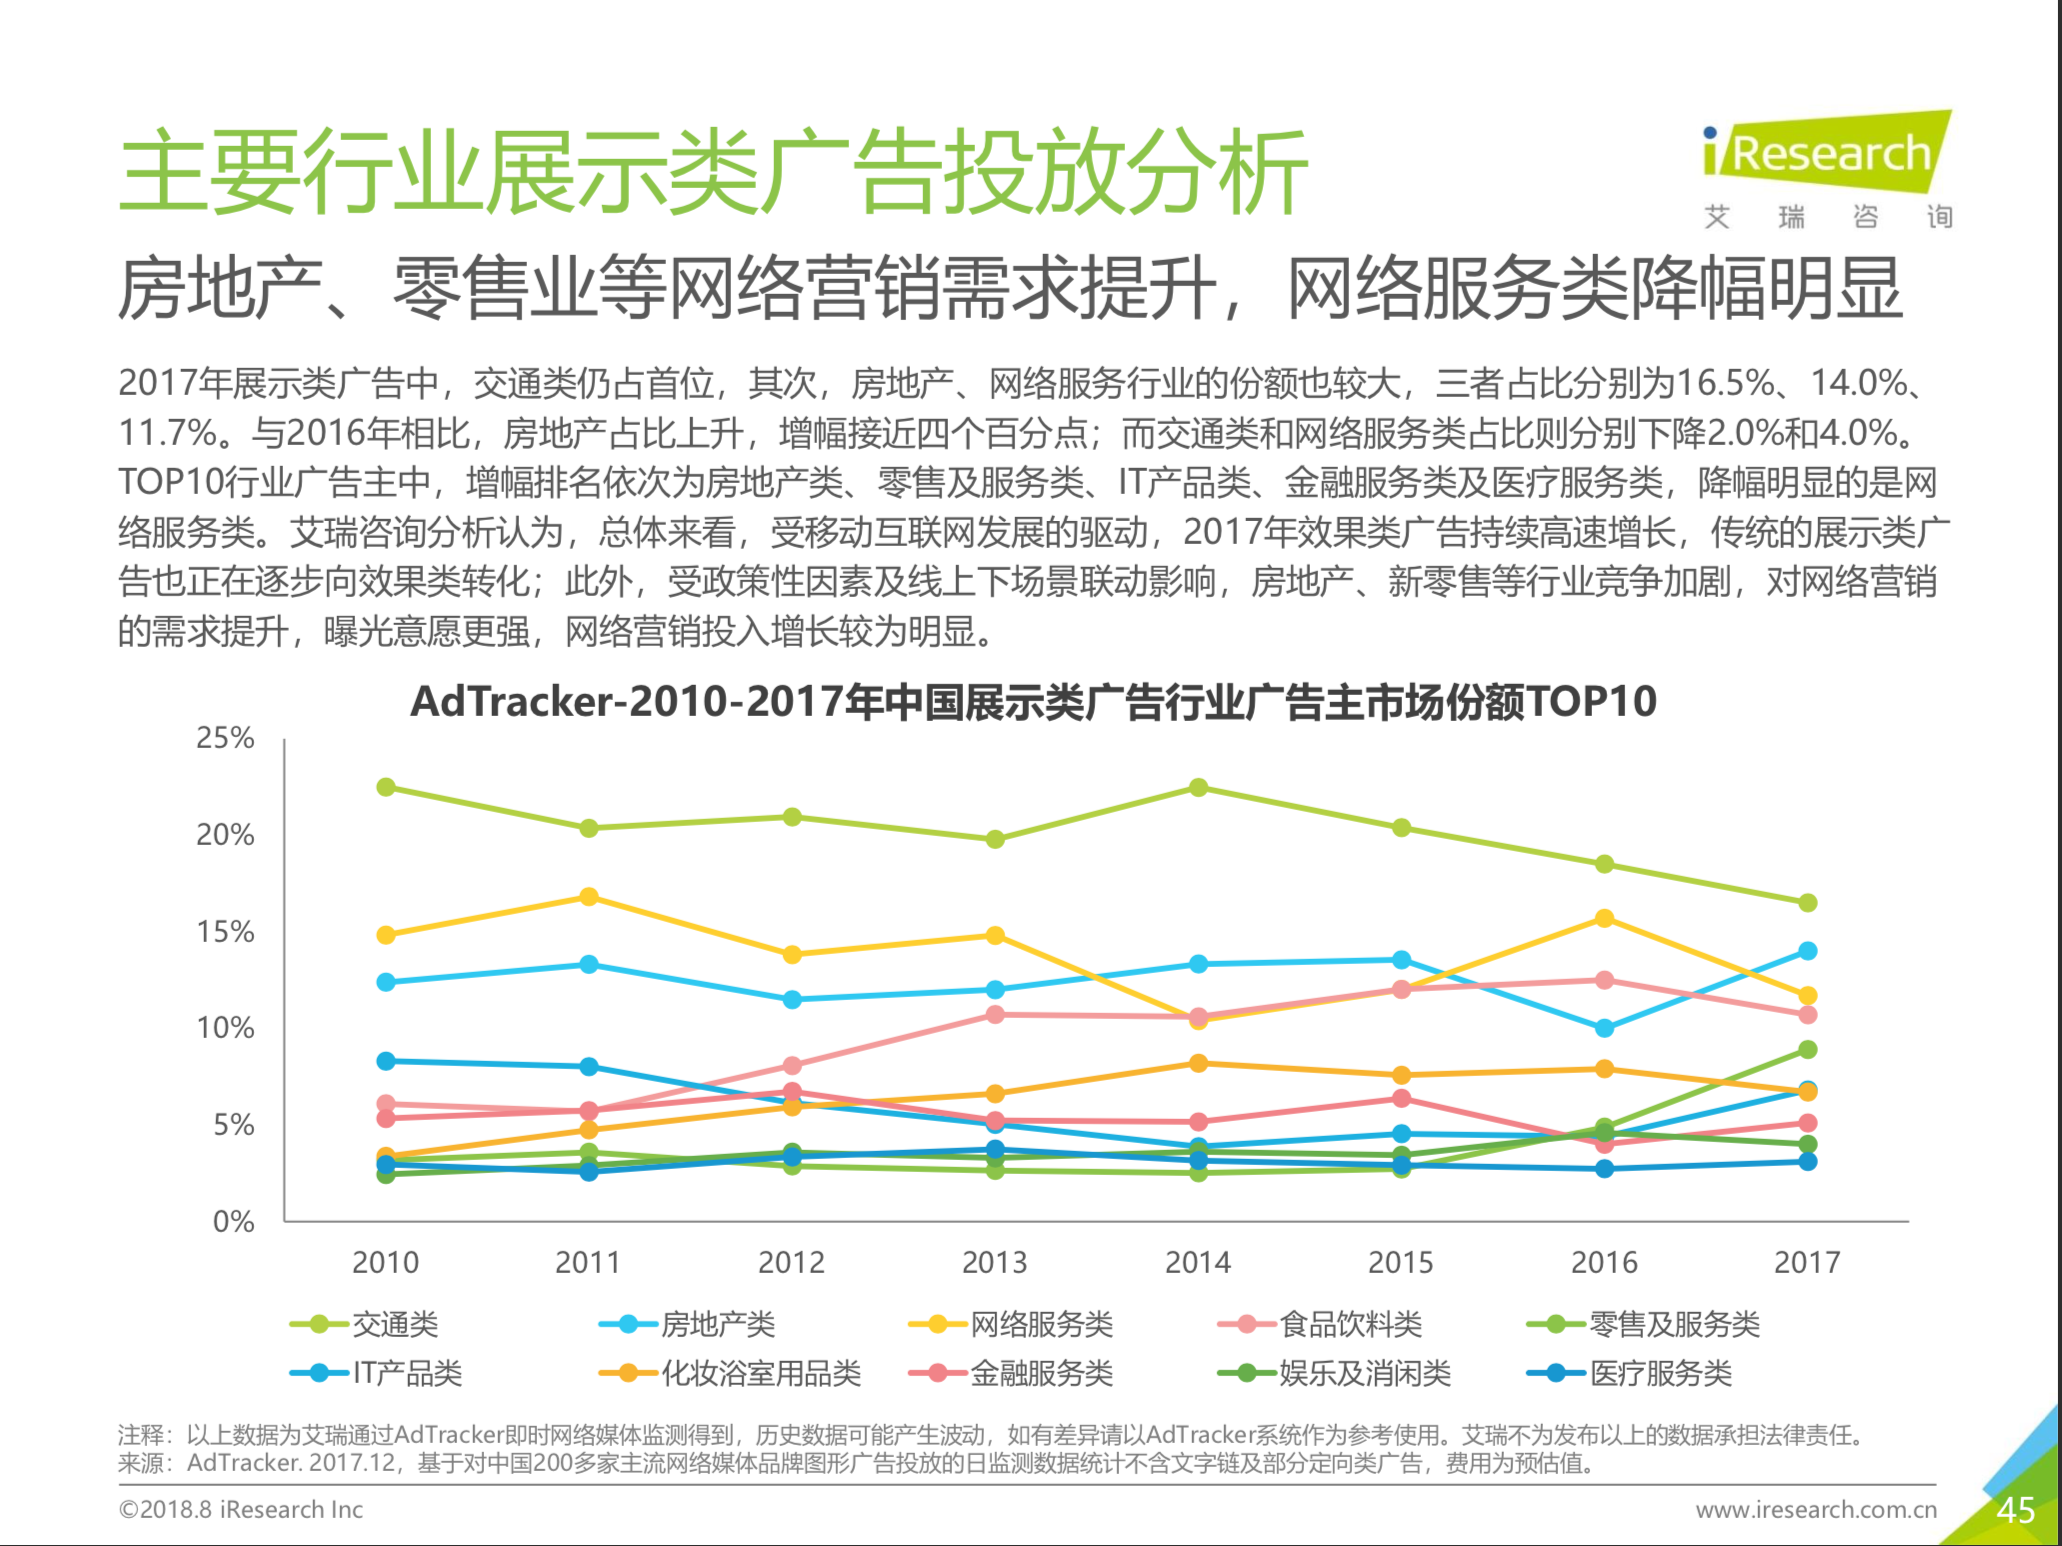 主要行业展示类广告投放分析
iResearch
艾瑞咨询
房地产、零售业等网络营销需求提升，网络服务类降幅明显
2017年展示类广告中，交通类仍占首位，其次，房地产、网络服务行业的份额也较大，三者占比分别为16.5%、14.0%、
11.7%。与2016年相比，房地产占比上升，增幅接近四个百分点；而交通类和网络服务类占比则分别下降2.0%和4.0%。
TOP10行业广告主中，增幅排名依次为房地产类、零售及服务类、IT产品类、金融服务类及医疗服务类，降幅明显的是网
络服务类。艾瑞咨询分析认为，总体来看，受移动互联网发展的驱动，2017年效果类广告持续高速增长，传统的展示类广
告也正在逐步向效果类转化；此外，受政策性因素及线上下场景联动影响，房地产、新零售等行业竞争加剧，对网络营销
的需求提升，曝光意愿更强，网络营销投入增长较为明显。
AdTracker-2010-2017年中国展示类广告行业广告主市场份额TOP10
25%
20%
15%
10%
5%
0%
2010 2011 2012 2013 2014 2015 2016 2017
交通类 房地产类 网络服务类 食品饮料类 零售及服务类
IT产品类 化妆浴室用品类 金融服务类 娱乐及消闲类 医疗服务类
注释：以上数据为艾瑞通过AdTracker即时网络媒体监测得到，历史数据可能产生波动，如有差异请以AdTracker系统作为参考使用。艾瑞不为发布以上的数据承担法律责任。
来源：AdTracker. 2017.12，基于对中国200多家主流网络媒体品牌图形广告投放的日监测数据统计不含文字链及部分定向类广告，费用为预估值。
©2018.8 iResearch Inc
www.iresearch.com.cn
45